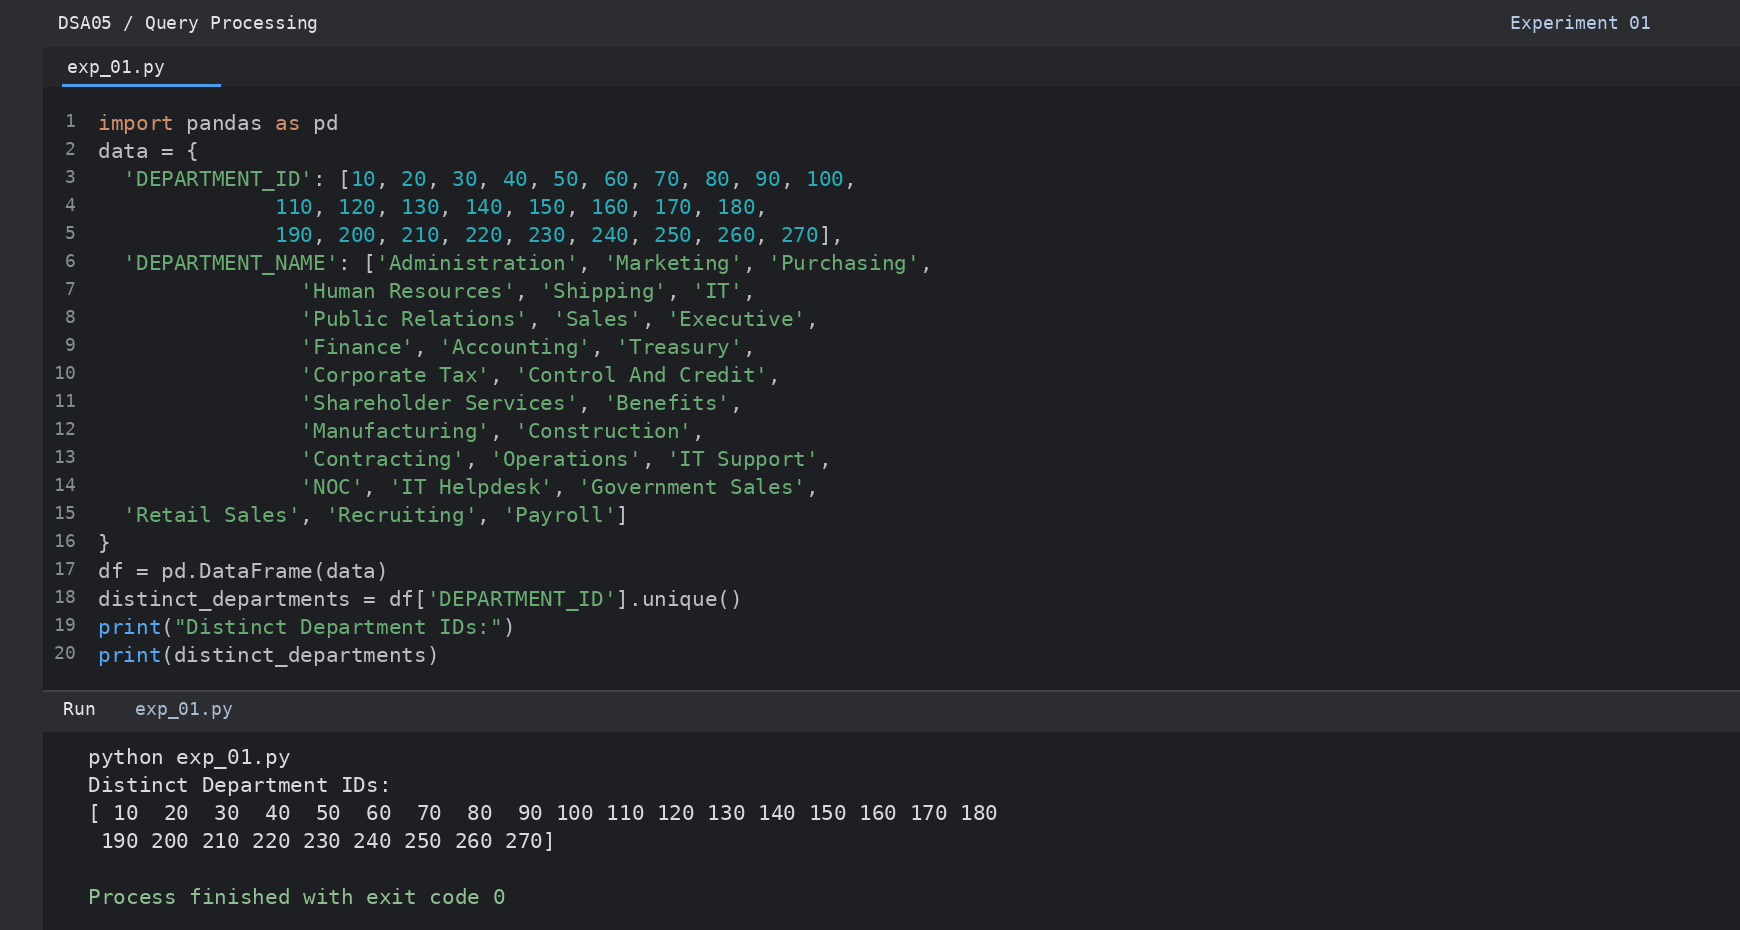 DSA05 / Query Processing
Experiment 01
exp_01.py
1 import pandas as pd
2 data = {
3   'DEPARTMENT_ID': [10, 20, 30, 40, 50, 60, 70, 80, 90, 100,
4               110, 120, 130, 140, 150, 160, 170, 180,
5               190, 200, 210, 220, 230, 240, 250, 260, 270],
6   'DEPARTMENT_NAME': ['Administration', 'Marketing', 'Purchasing',
7                 'Human Resources', 'Shipping', 'IT',
8                 'Public Relations', 'Sales', 'Executive',
9                 'Finance', 'Accounting', 'Treasury',
10                 'Corporate Tax', 'Control And Credit',
11                 'Shareholder Services', 'Benefits',
12                 'Manufacturing', 'Construction',
13                 'Contracting', 'Operations', 'IT Support',
14                 'NOC', 'IT Helpdesk', 'Government Sales',
15   'Retail Sales', 'Recruiting', 'Payroll']
16 }
17 df = pd.DataFrame(data)
18 distinct_departments = df['DEPARTMENT_ID'].unique()
19 print("Distinct Department IDs:")
20 print(distinct_departments)
Run exp_01.py
python exp_01.py
Distinct Department IDs:
[ 10  20  30  40  50  60  70  80  90 100 110 120 130 140 150 160 170 180
 190 200 210 220 230 240 250 260 270]
Process finished with exit code 0